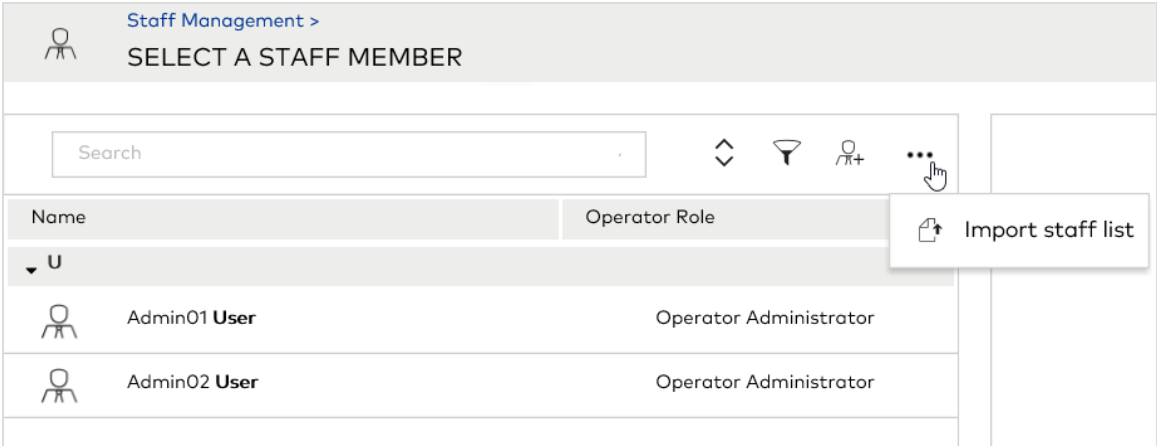 Staff Management >
SELECT A STAFF MEMBER
Search
Import staff list
Name Operator Role
U
Admin01 User Operator Administrator
Admin02 User Operator Administrator